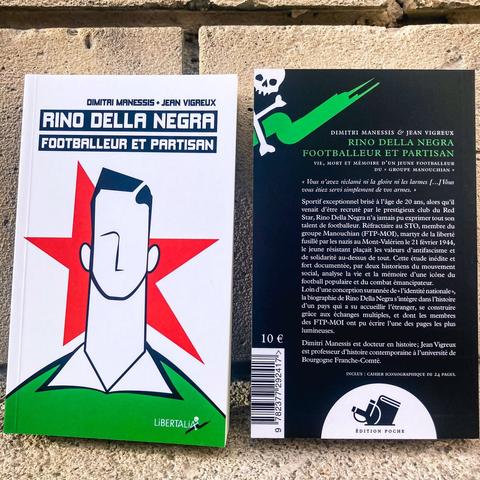 DIMITRI MANESSIS • JEAN VIGREUX
RINO DELLA NEGRA
FOOTBALLEUR ET PARTISAN
LIBERTALIA
DIMITRI MANESSIS & JEAN VIGREUX
RINO DELLA NEGRA
FOOTBALLEUR ET PARTISAN
VIE, MORT ET MÉMOIRE D'UN JEUNE FOOTBALLEUR
DU « GROUPE MANOUCHIAN »
« Vous n'avez réclamé ni la gloire ni les larmes [...] Vous
vous étiez servi simplement de vos armes. »
Sportif exceptionnel brisé à l'âge de 20 ans, alors qu'il
venait d'être recruté par le prestigieux club du Red
Star, Rino Della Negra n'a jamais pu exprimer tout son
talent de footballeur. Réfractaire au STO, membre du
groupe Manouchian (FTP-MOI), martyr de la liberté
fusillé par les nazis au Mont-Valérien le 21 février 1944,
le jeune résistant plaçait les valeurs d'antifascisme et
de solidarité au-dessus de tout. Cette étude inédite et
fort documentée, par deux historiens du mouvement
social, analyse la vie et la mémoire d'une icône du
football populaire et du combat émancipateur.
Loin d'une conception surannée de « l'identité nationale »,
la biographie de Rino Della Negra s'intègre dans l'histoire
d'un pays qui a su accueillir l'étranger, se construire
grâce aux échanges multiples, et dont les membres
des FTP-MOI ont pu écrire l'une des pages les plus
lumineuses.
Dimitri Manessis est docteur en histoire; Jean Vigreux
est professeur d'histoire contemporaine à l'université de
Bourgogne Franche-Comté.
INCLUS : CAHIER ICONOGRAPHIQUE DE 24 PAGES.
10 €
9 782377 292417 >
ÉDITION POCHE